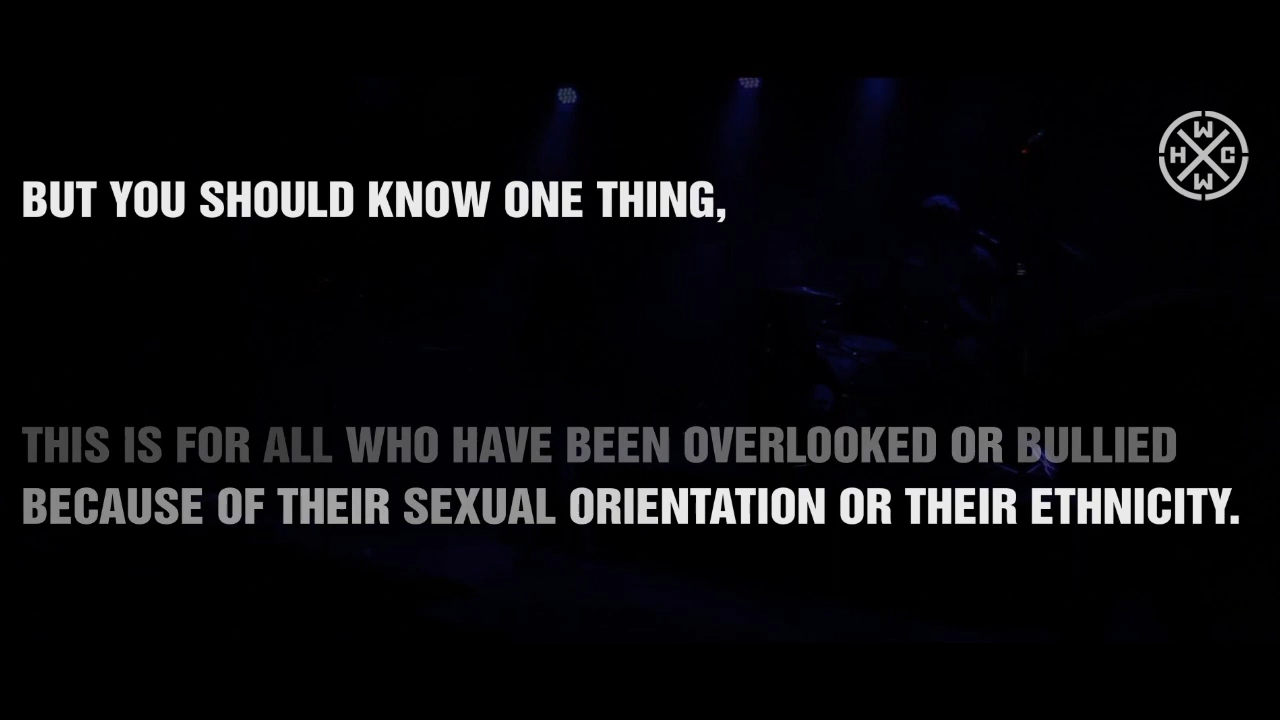 W
H C
W
BUT YOU SHOULD KNOW ONE THING,
THIS IS FOR ALL WHO HAVE BEEN OVERLOOKED OR BULLIED
BECAUSE OF THEIR SEXUAL ORIENTATION OR THEIR ETHNICITY.